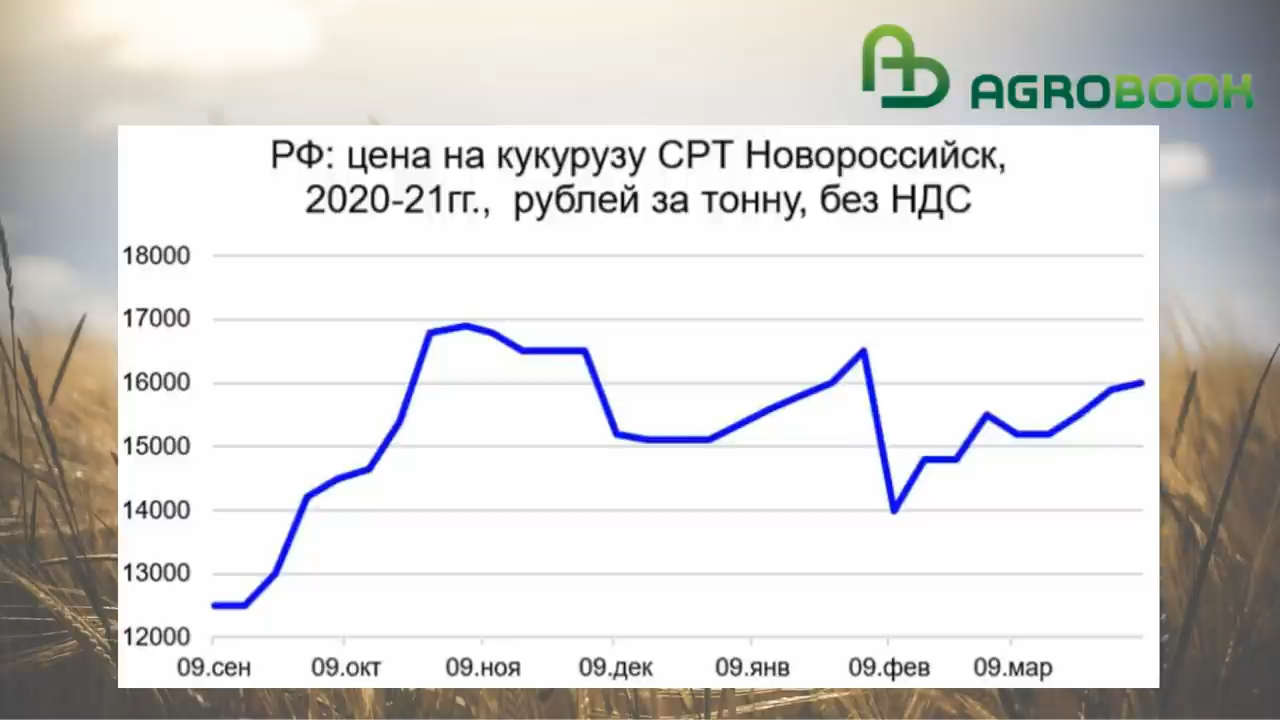 AGROBOOK
РФ: цена на кукурузу СРТ Новороссийск,
2020-21гг., рублей за тонну, без НДС
18000
17000
16000
15000
14000
13000
12000
09.сен 09.окт 09.ноя 09.дек 09.янв 09.фев 09.мар